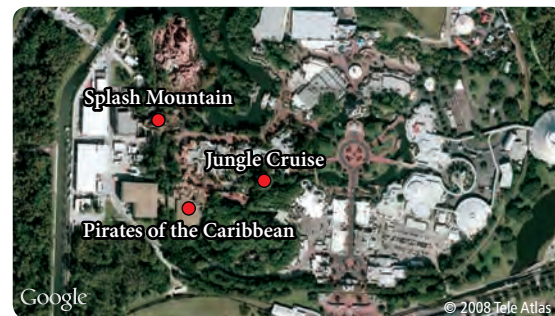 Splash Mountain
Jungle Cruise
Pirates of the Caribbean
Google
© 2008 Tele Atlas